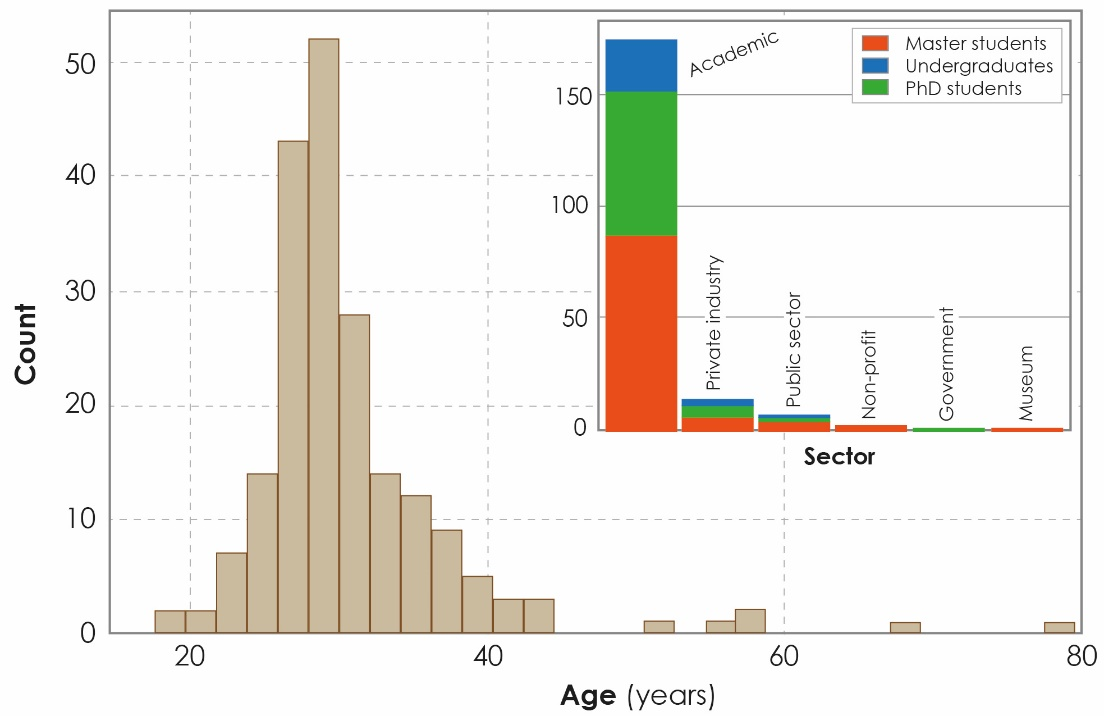 50
40
30
20
10
0
Count
20
40
60
80
Age (years)
150
100
50
0
Academic
Private industry
Public sector
Non-profit
Government
Museum
Sector
Master students
Undergraduates
PhD students